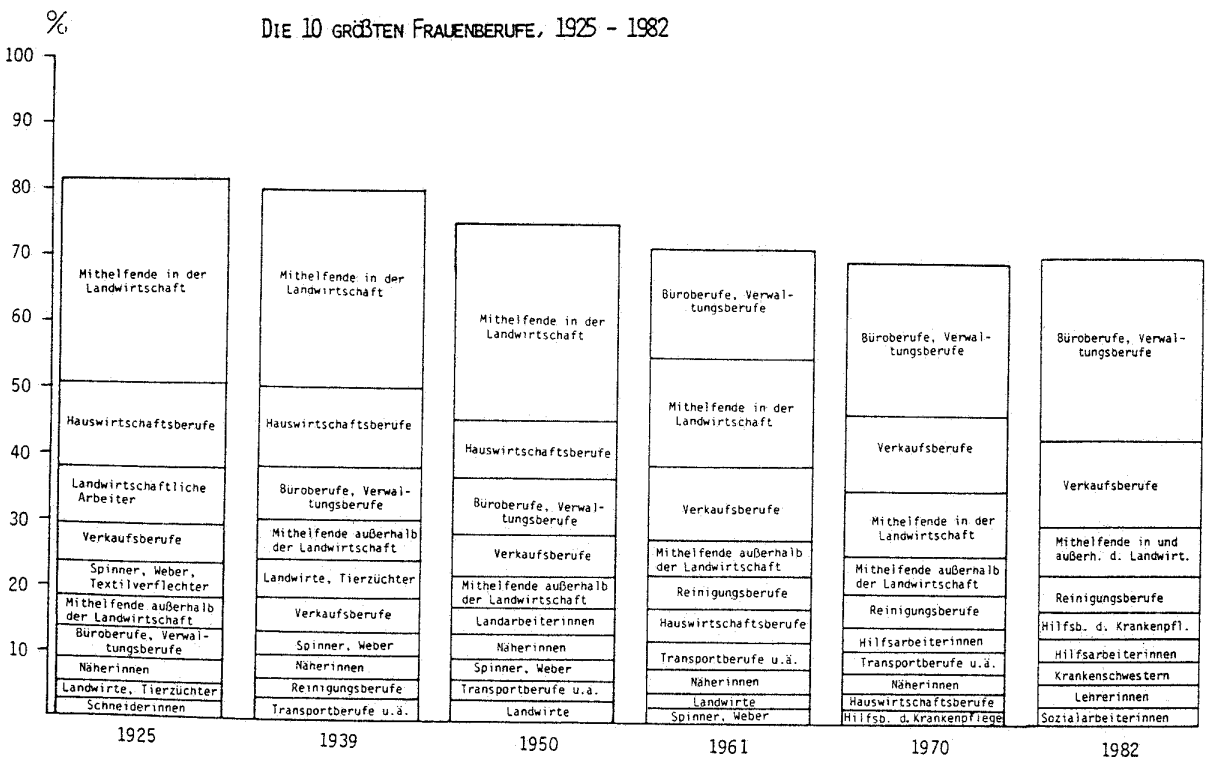 %
DIE 10 GRÖßTEN FRAUENBERUFE, 1925 - 1982
100
90
80
70
60
50
40
30
20
10
Mithelfende in der
Landwirtschaft
Hauswirtschaftsberufe
Landwirtschaftliche
Arbeiter
Verkaufsberufe
Spinner, Weber,
Textilverflechter
Mithelfende außerhalb
der Landwirtschaft
Büroberufe, Verwal-
tungsberufe
Näherinnen
Landwirte, Tierzüchter
Schneiderinnen
1925
Mithelfende in der
Landwirtschaft
Hauswirtschaftsberufe
Büroberufe, Verwal-
tungsberufe
Mithelfende außerhalb
der Landwirtschaft
Landwirte, Tierzüchter
Verkaufsberufe
Spinner, Weber
Näherinnen
Reinigungsberufe
Transportberufe u.ä.
1939
Mithelfende in der
Landwirtschaft
Hauswirtschaftsberufe
Büroberufe, Verwal-
tungsberufe
Verkaufsberufe
Mithelfende außerhalb
der Landwirtschaft
Landarbeiterinnen
Näherinnen
Spinner, Weber
Transportberufe u.ä.
Landwirte
1950
Büroberufe, Verwal-
tungsberufe
Mithelfende in der
Landwirtschaft
Verkaufsberufe
Mithelfende außerhalb
der Landwirtschaft
Reinigungsberufe
Hauswirtschaftsberufe
Transportberufe u.ä.
Näherinnen
Landwirte
Spinner, Weber
1961
Büroberufe, Verwal-
tungsberufe
Verkaufsberufe
Mithelfende in der
Landwirtschaft
Mithelfende außerhalb
der Landwirtschaft
Reinigungsberufe
Hilfsarbeiterinnen
Transportberufe u.ä.
Näherinnen
Hauswirtschaftsberufe
Hilfsb. d. Krankenpflege
1970
Büroberufe, Verwal-
tungsberufe
Verkaufsberufe
Mithelfende in und
außerh. d. Landwirt.
Reinigungsberufe
Hilfsb. d. Krankenpfl.
Hilfsarbeiterinnen
Krankenschwestern
Lehrerinnen
Sozialarbeiterinnen
1982